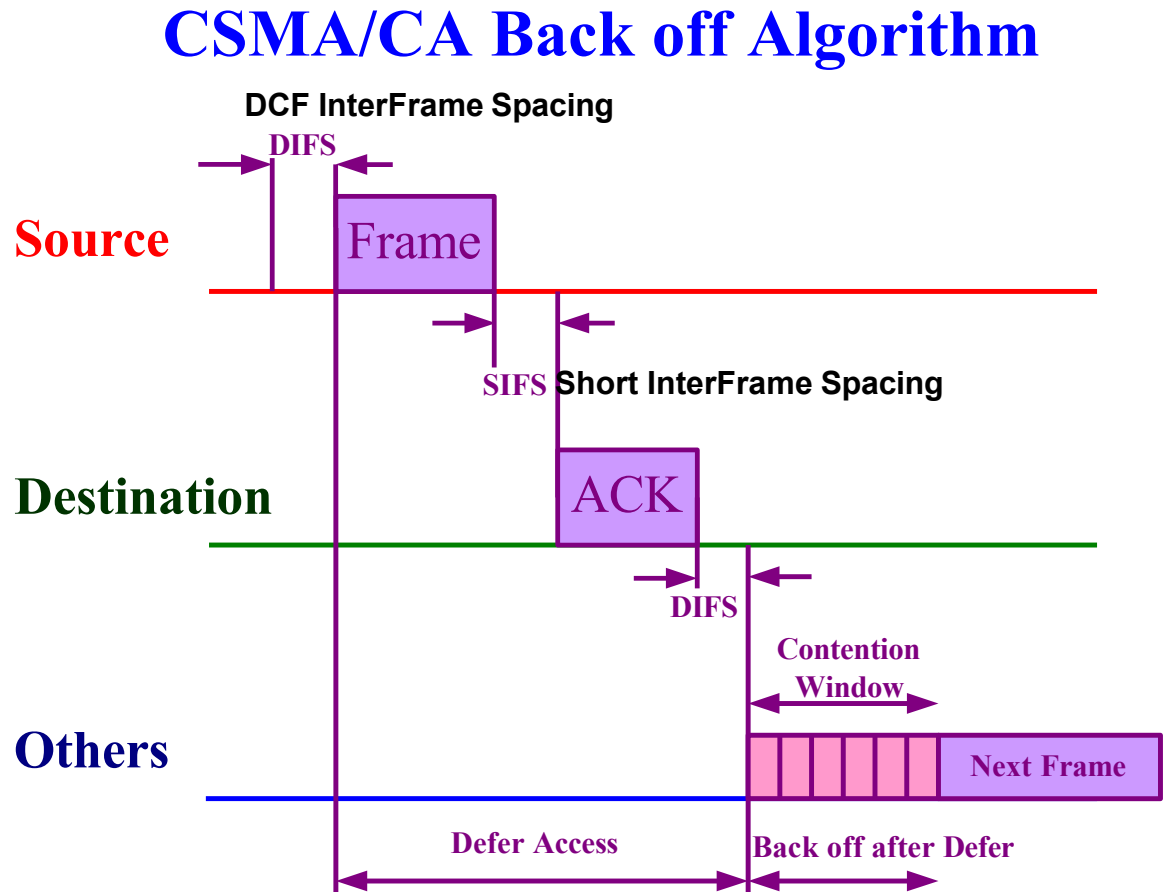 CSMA/CA Back off Algorithm
DCF InterFrame Spacing
DIFS
Source
Frame
SIFS Short InterFrame Spacing
Destination
ACK
DIFS
Contention
Window
Others
Next Frame
Defer Access
Back off after Defer